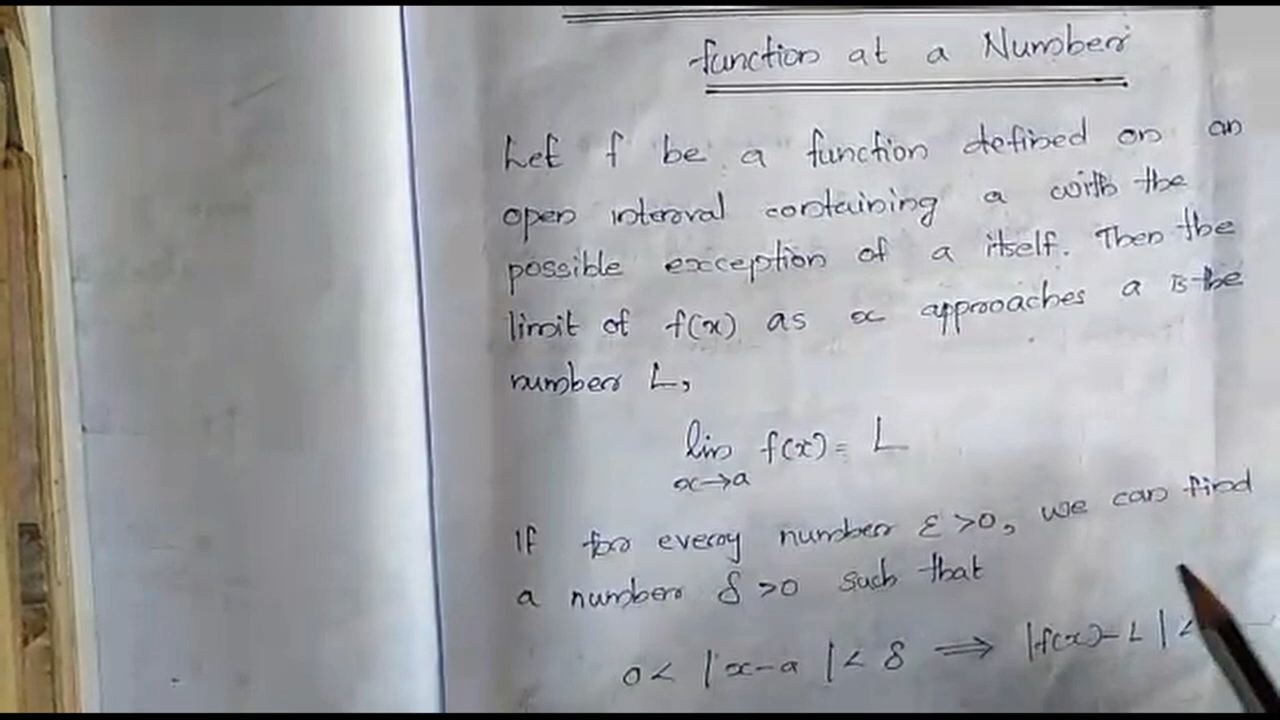 function at a Number
Let f be a function defined on an
open interval containing a with the
possible exception of a itself. Then the
limit of f(x) as x approaches a is the
number L,
lim f(x) = L
x→a
If for every number ε >0, we can find
a number δ >0 such that
0< |x-a |< δ ⟹ |f(x)-L |<